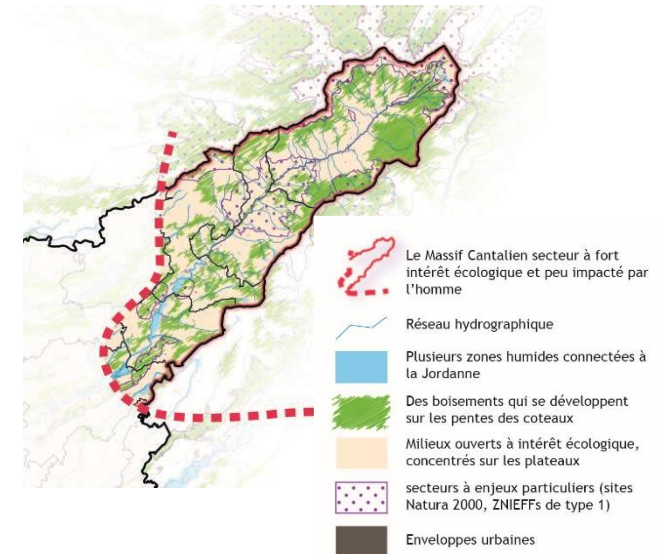 Le Massif Cantalien secteur à fort
intérêt écologique et peu impacté par
l'homme
Réseau hydrographique
Plusieurs zones humides connectées à
la Jordanne
Des boisements qui se développent
sur les pentes des coteaux
Milieux ouverts à intérêt écologique,
concentrés sur les plateaux
secteurs à enjeux particuliers (sites
Natura 2000, ZNIEFFs de type 1)
Enveloppes urbaines